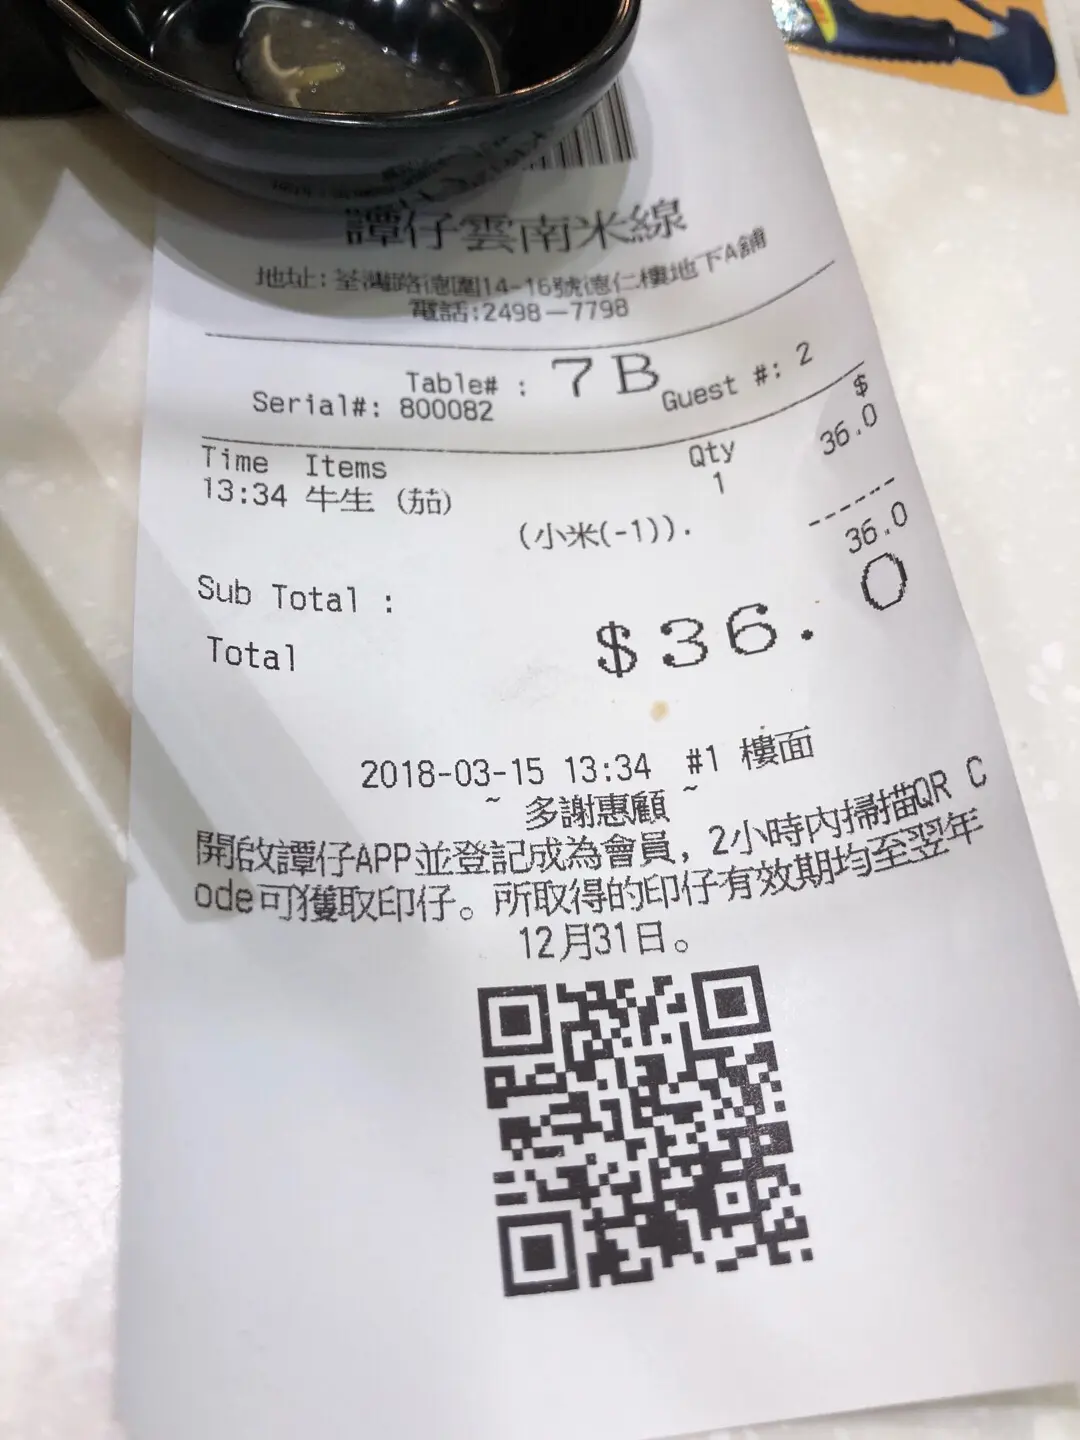 譚仔雲南米線
地址:荃灣路德圍14-16號德仁樓地下A舖
電話:2498-7798
Table# : 7B
Serial#: 800082 Guest #: 2
Time Items Qty $
13:34 牛生 (茄) 1 36.0
(小米(-1)).
Sub Total : 36.0
Total $36.0
2018-03-15 13:34 #1 樓面
~ 多謝惠顧 ~
開啟譚仔APP並登記成為會員, 2小時內掃描QR C
ode可獲取印仔。所取得的印仔有效期均至翌年
12月31日。